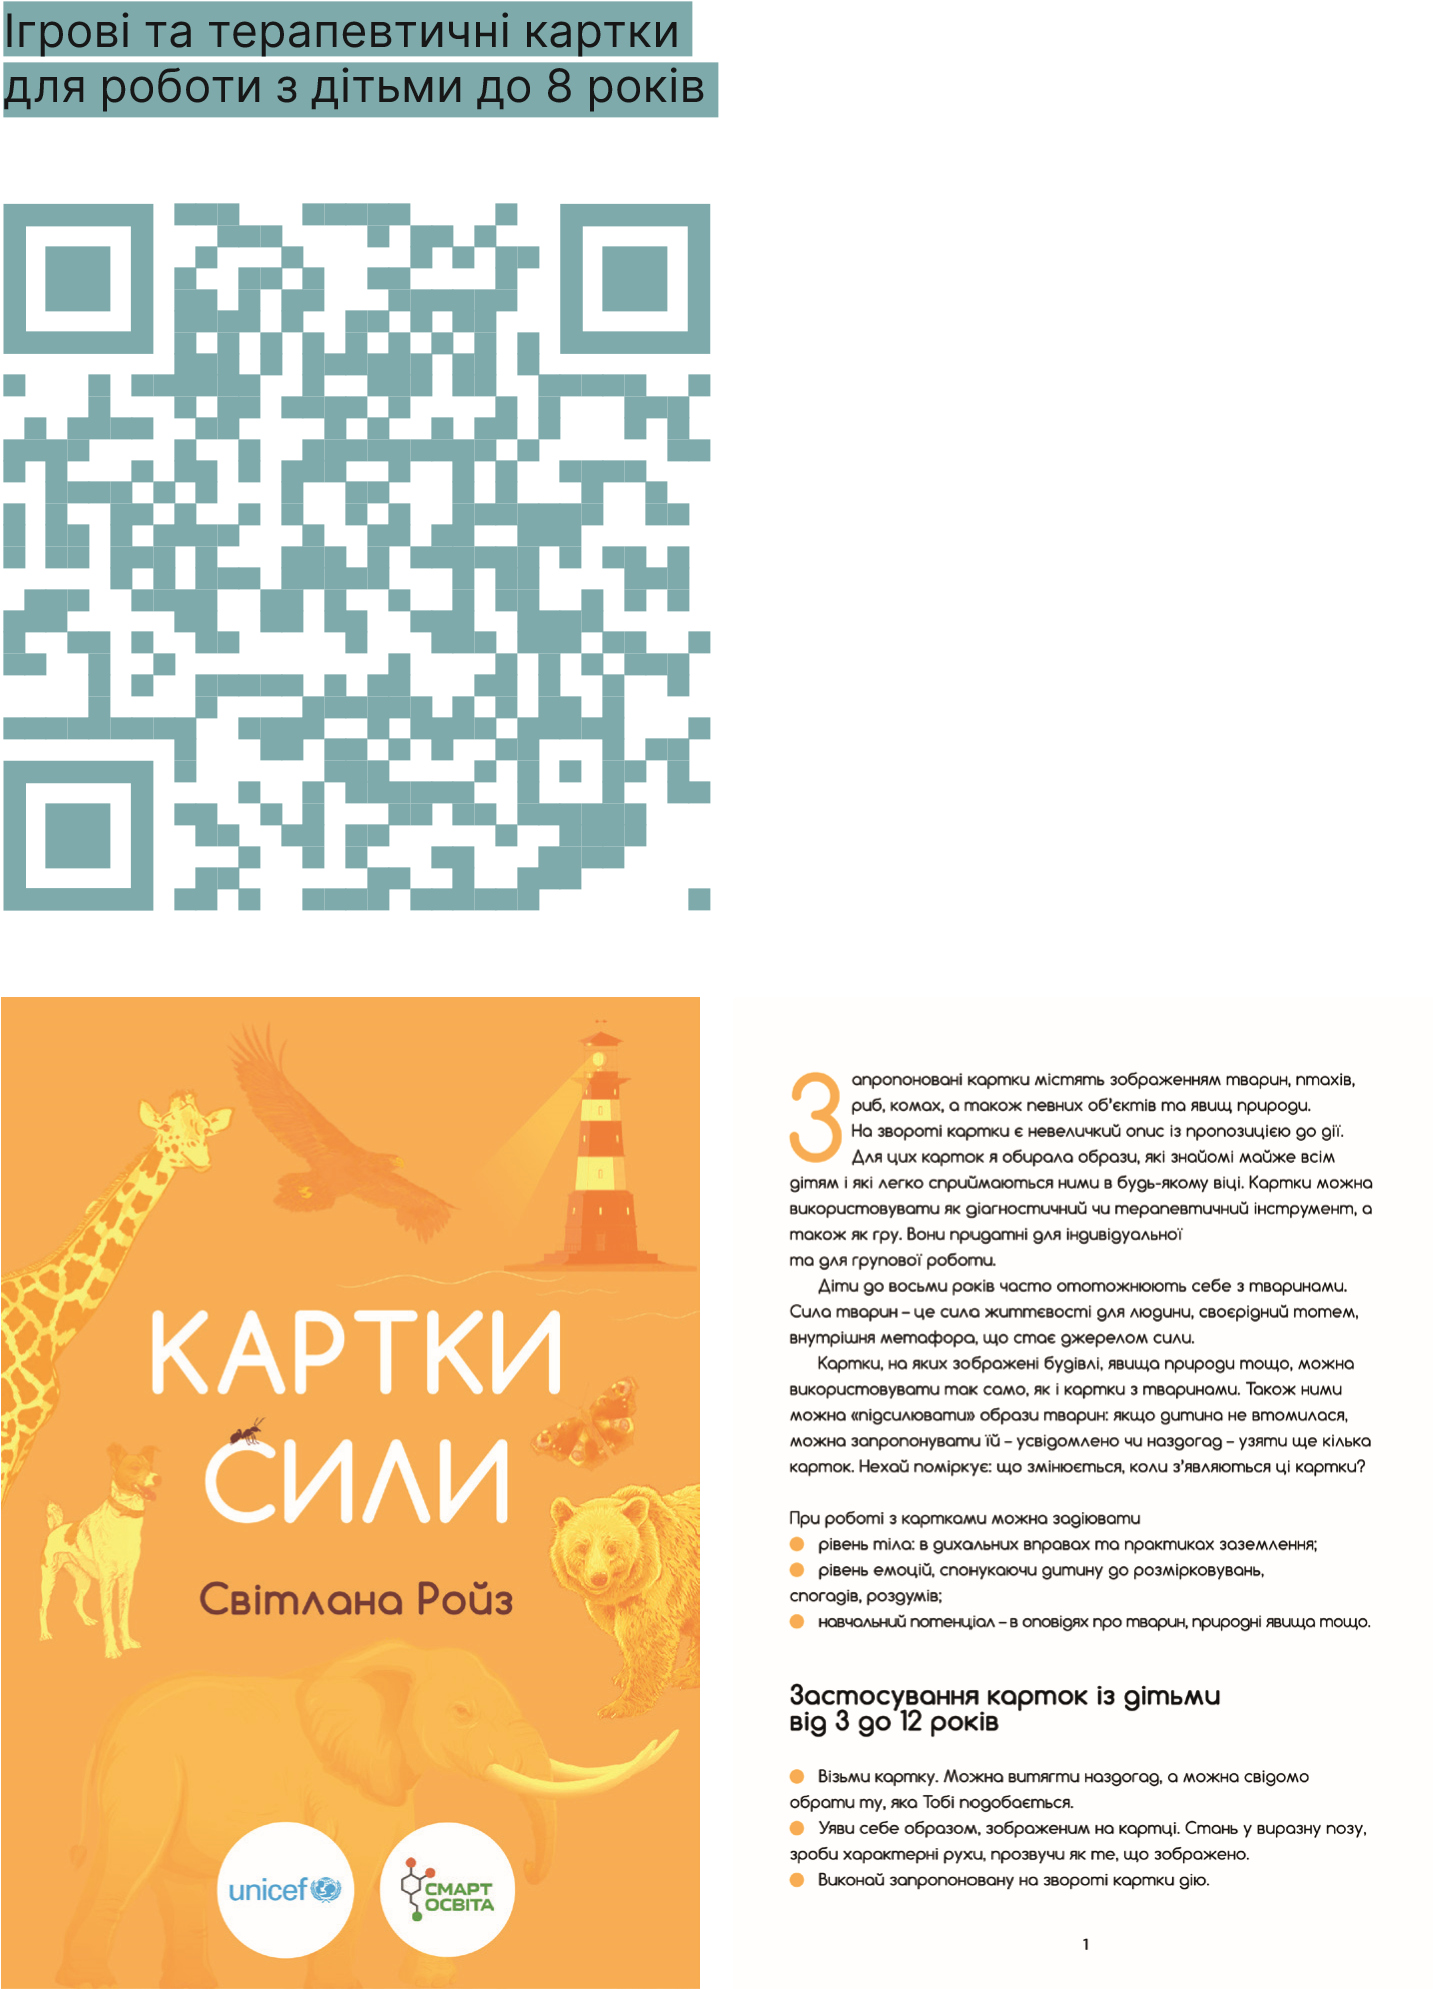 Ігрові та терапевтичні картки
для роботи з дітьми до 8 років
КАРТКИ
СИЛИ
Світлана Ройз
unicef
СМАРТ
ОСВІТА
Запропоновані картки містять зображенням тварин, птахів,
риб, комах, а також певних об’єктів та явищ природи.
На звороті картки є невеличкий опис із пропозицією до дії.
Для цих карток я обирала образи, які знайомі майже всім
дітям і які легко сприймаються ними в будь-якому віці. Картки можна
використовувати як діагностичний чи терапевтичний інструмент, а
також як гру. Вони придатні для індивідуальної
та для групової роботи.
Діти до восьми років часто ототожнюють себе з тваринами.
Сила тварин – це сила життєвості для людини, своєрідний тотем,
внутрішня метафора, що стає джерелом сили.
Картки, на яких зображені будівлі, явища природи тощо, можна
використовувати так само, як і картки з тваринами. Також ними
можна «підсилювати» образи тварин: якщо дитина не втомилася,
можна запропонувати їй – усвідомлено чи наздогад – узяти ще кілька
карток. Нехай поміркує: що змінюється, коли з’являються ці картки?
При роботі з картками можна задіювати
● рівень тіла: в дихальних вправах та практиках заземлення;
● рівень емоцій, спонукаючи дитину до розмірковувань,
спогадів, роздумів;
● навчальний потенціал – в оповідях про тварин, природні явища тощо.
Застосування карток із дітьми
від 3 до 12 років
● Візьми картку. Можна витягти наздогад, а можна свідомо
обрати ту, яка Тобі подобається.
● Уяви себе образом, зображеним на картці. Стань у виразну позу,
зроби характерні рухи, прозвучи як те, що зображено.
● Виконай запропоновану на звороті картки дію.
1